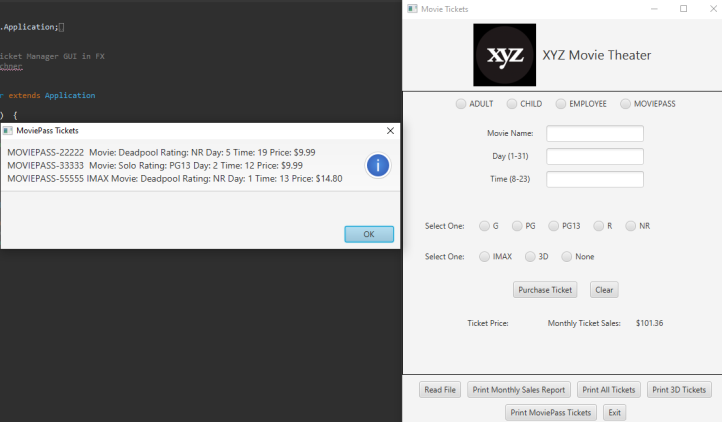 .Application;
icket Manager GUI in FX
chner
r extends Application
) {
MoviePass Tickets
MOVIEPASS-22222 Movie: Deadpool Rating: NR Day: 5 Time: 19 Price: $9.99
MOVIEPASS-33333 Movie: Solo Rating: PG13 Day: 2 Time: 12 Price: $9.99
MOVIEPASS-55555 IMAX Movie: Deadpool Rating: NR Day: 1 Time: 13 Price: $14.80
i
OK
Movie Tickets
xyz XYZ Movie Theater
ADULT CHILD EMPLOYEE MOVIEPASS
Movie Name:
Day (1-31)
Time (8-23)
Select One: G PG PG13 R NR
Select One: IMAX 3D None
Purchase Ticket Clear
Ticket Price: Monthly Ticket Sales: $101.36
Read File Print Monthly Sales Report Print All Tickets Print 3D Tickets
Print MoviePass Tickets Exit